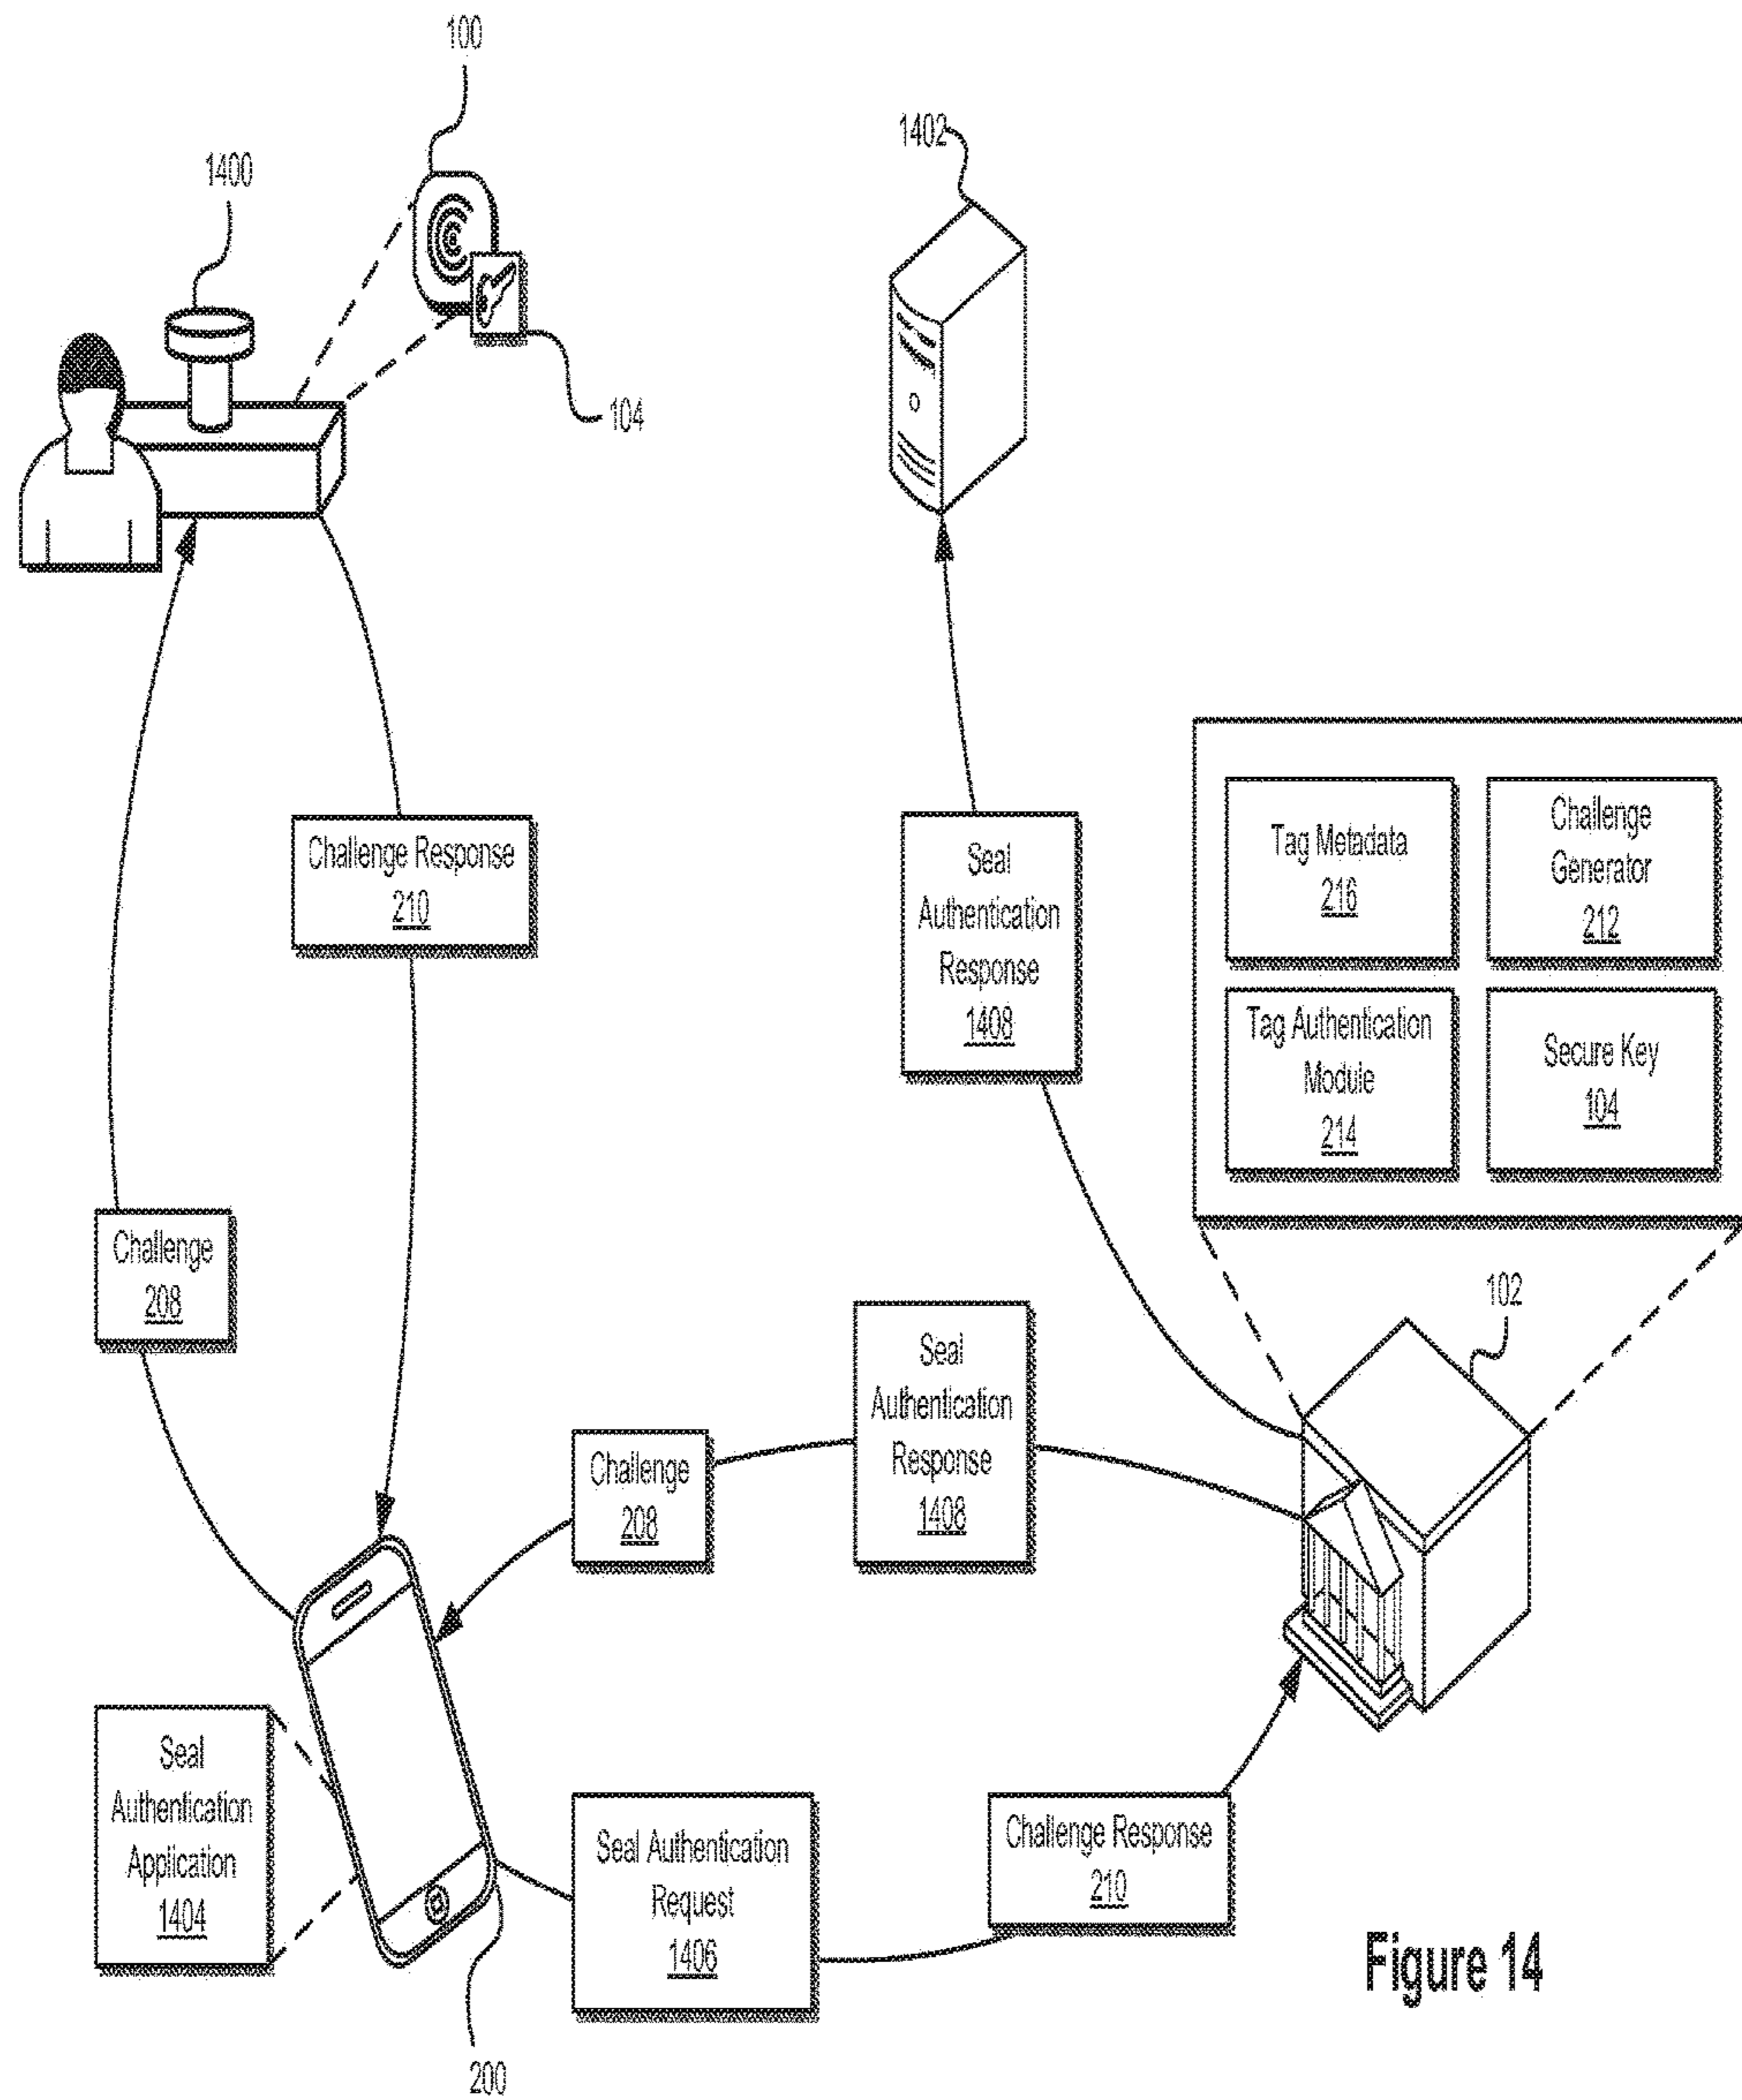 100
1402
1400
104
Challenge Response
210
Seal
Authentication
Response
1408
Tag Metadata
216
Challenge
Generator
212
Tag Authentication
Module
214
Secure Key
104
Challenge
208
102
Seal
Authentication
Response
1408
Challenge
208
Seal
Authentication
Application
1404
Seal Authentication
Request
1406
Challenge Response
210
Figure 14
200